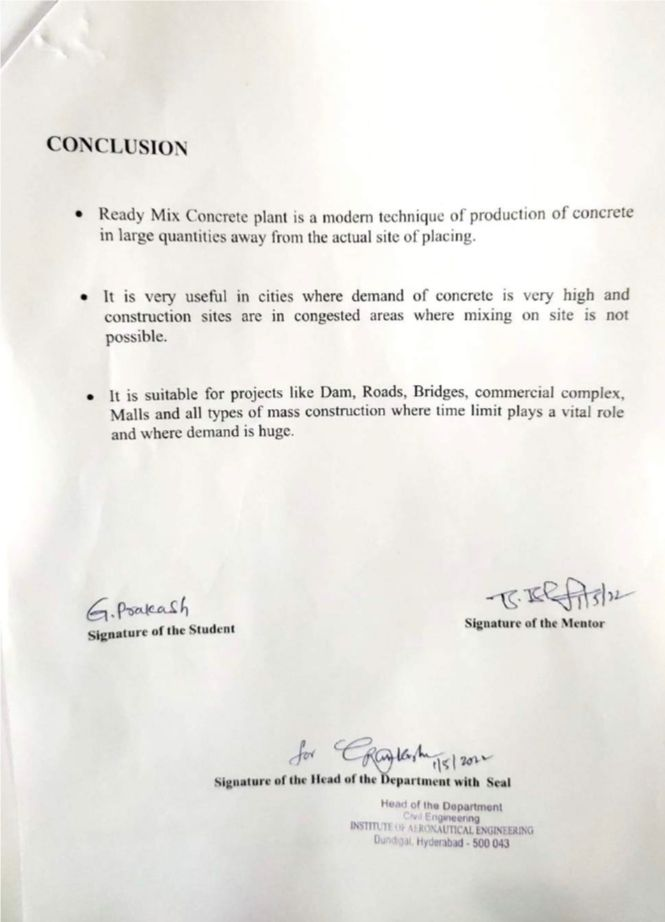 CONCLUSION
• Ready Mix Concrete plant is a modern technique of production of concrete
in large quantities away from the actual site of placing.
• It is very useful in cities where demand of concrete is very high and
construction sites are in congested areas where mixing on site is not
possible.
• It is suitable for projects like Dam, Roads, Bridges, commercial complex,
Malls and all types of mass construction where time limit plays a vital role
and where demand is huge.
G. Prakash
Signature of the Student
Signature of the Mentor
for 1/5/2022
Signature of the Head of the Department with Seal
Head of the Department
Civil Engineering
INSTITUTE OF AERONAUTICAL ENGINEERING
Dundigal, Hyderabad - 500 043